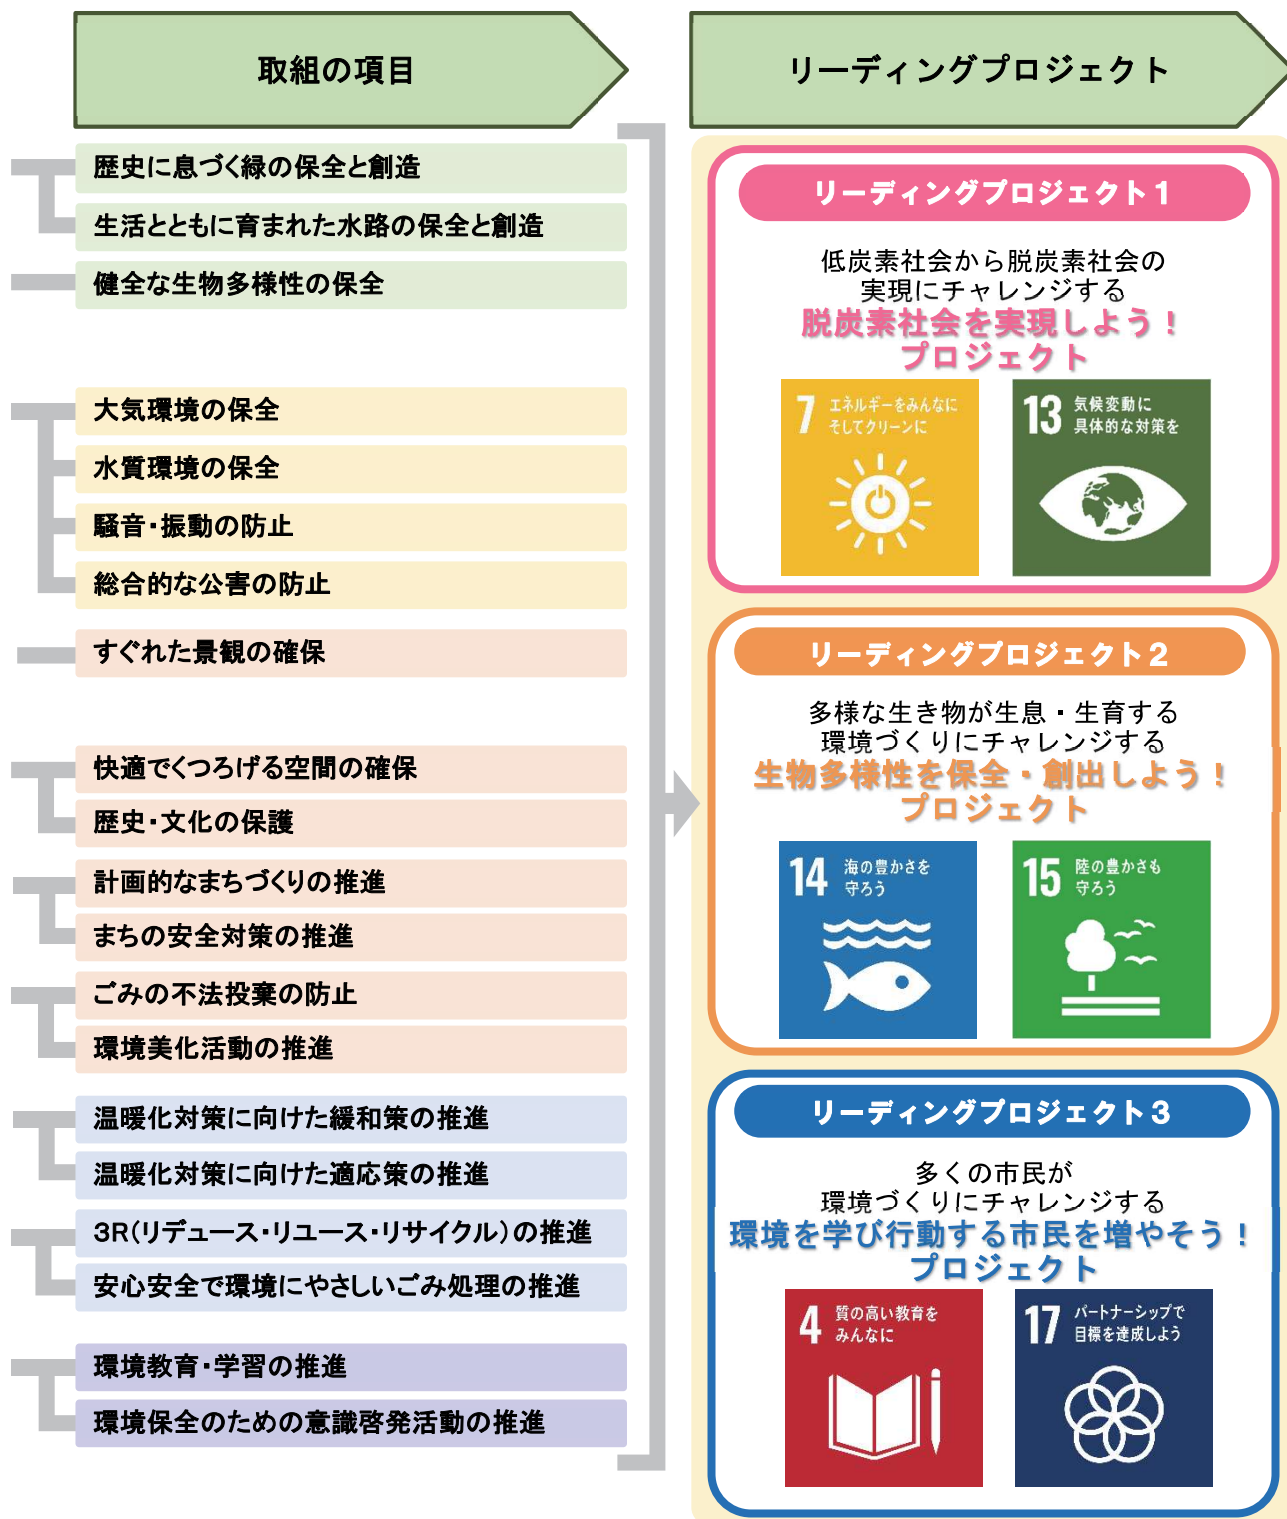 取組の項目
歴史に息づく緑の保全と創造
生活とともに育まれた水路の保全と創造
健全な生物多様性の保全
大気環境の保全
水質環境の保全
騒音・振動の防止
総合的な公害の防止
すぐれた景観の確保
快適でくつろげる空間の確保
歴史・文化の保護
計画的なまちづくりの推進
まちの安全対策の推進
ごみの不法投棄の防止
環境美化活動の推進
温暖化対策に向けた緩和策の推進
温暖化対策に向けた適応策の推進
3R(リデュース・リユース・リサイクル)の推進
安心安全で環境にやさしいごみ処理の推進
環境教育・学習の推進
環境保全のための意識啓発活動の推進
リーディングプロジェクト
リーディングプロジェクト1
低炭素社会から脱炭素社会の
実現にチャレンジする
脱炭素社会を実現しよう！
プロジェクト
7 エネルギーをみんなに
そしてクリーンに
13 気候変動に
具体的な対策を
リーディングプロジェクト2
多様な生き物が生息・生育する
環境づくりにチャレンジする
生物多様性を保全・創出しよう！
プロジェクト
14 海の豊かさを
守ろう
15 陸の豊かさも
守ろう
リーディングプロジェクト3
多くの市民が
環境づくりにチャレンジする
環境を学び行動する市民を増やそう！
プロジェクト
4 質の高い教育を
みんなに
17 パートナーシップで
目標を達成しよう